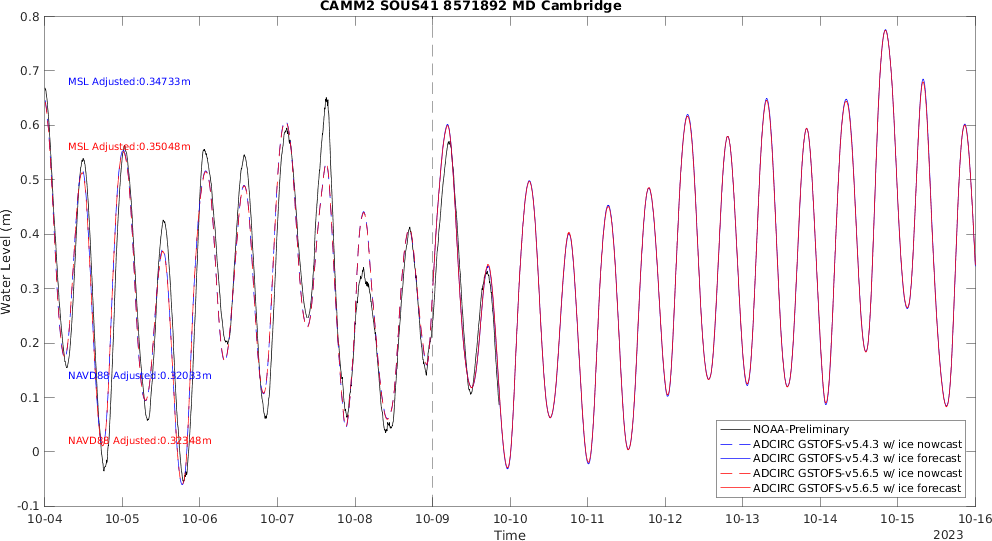 CAMM2 SOUS41 8571892 MD Cambridge
0.8
0.7
0.6
0.5
0.4
0.3
0.2
0.1
0
-0.1
Water Level (m)
MSL Adjusted:0.34733m
MSL Adjusted:0.35048m
NAVD88 Adjusted:0.32033m
NAVD88 Adjusted:0.32348m
NOAA-Preliminary
ADCIRC GSTOFS-v5.4.3 w/ ice nowcast
ADCIRC GSTOFS-v5.4.3 w/ ice forecast
ADCIRC GSTOFS-v5.6.5 w/ ice nowcast
ADCIRC GSTOFS-v5.6.5 w/ ice forecast
10-04 10-05 10-06 10-07 10-08 10-09 10-10 10-11 10-12 10-13 10-14 10-15 10-16
Time
2023